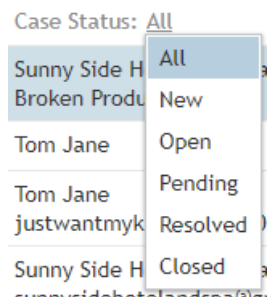 Case Status: All
All
New
Open
Pending
Resolved
Closed
Sunny Side H
Broken Produ
Tom Jane
Tom Jane
justwantmyk
Sunny Side H